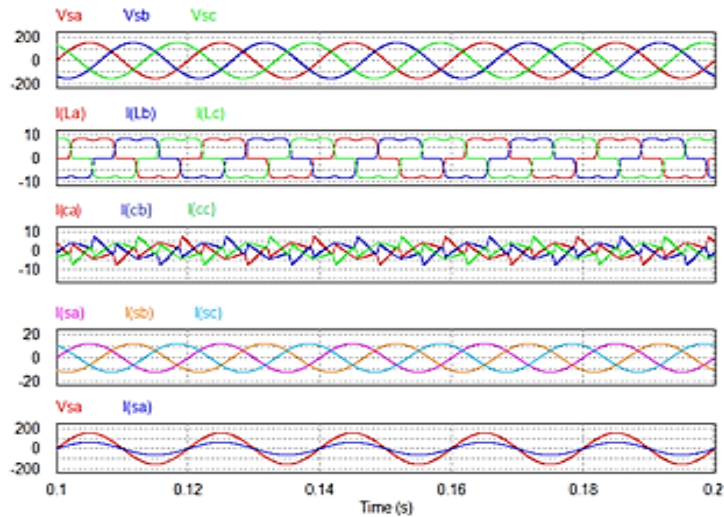 Vsa Vsb Vsc
200
0
-200
I(La) I(Lb) I(Lc)
10
0
-10
I(ca) I(cb) I(cc)
10
0
-10
I(sa) I(sb) I(sc)
20
0
-20
Vsa I(sa)
200
0
-200
0.1 0.12 0.14 0.16 0.18 0.2
Time (s)